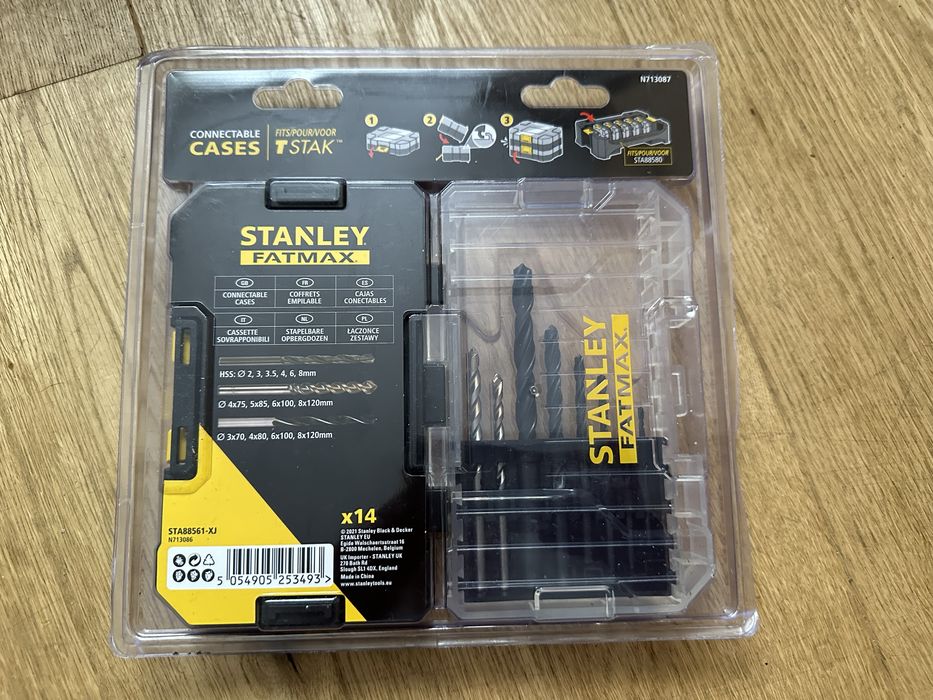 N713087
CONNECTABLE
CASES
FITS/POUR/VOOR
TSTAK™
1
2
3
FITS/POUR/VOOR
STA88580
STANLEY
FATMAX
GB
CONNECTABLE
CASES
FR
COFFRETS
EMPILABLE
ES
CAJAS
CONECTABLES
IT
CASSETTE
SOVRAPPONIBILI
NL
STAPELBARE
OPBERGDOZEN
PL
ŁĄCZONCE
ZESTAWY
HSS: Ø 2, 3, 3.5, 4, 6, 8mm
Ø 4x75, 5x85, 6x100, 8x120mm
Ø 3x70, 4x80, 6x100, 8x120mm
x14
STA88561-XJ
N713086
© 2021 Stanley Black & Decker
STANLEY EU
Egide Walschaertsstraat 16
B-2800 Mechelen, Belgium
UK Importer - STANLEY UK
270 Bath Rd
Slough SL1 4DX, England
Made in China
www.stanleytools.eu
5 054905 253493 >
STANLEY
FATMAX